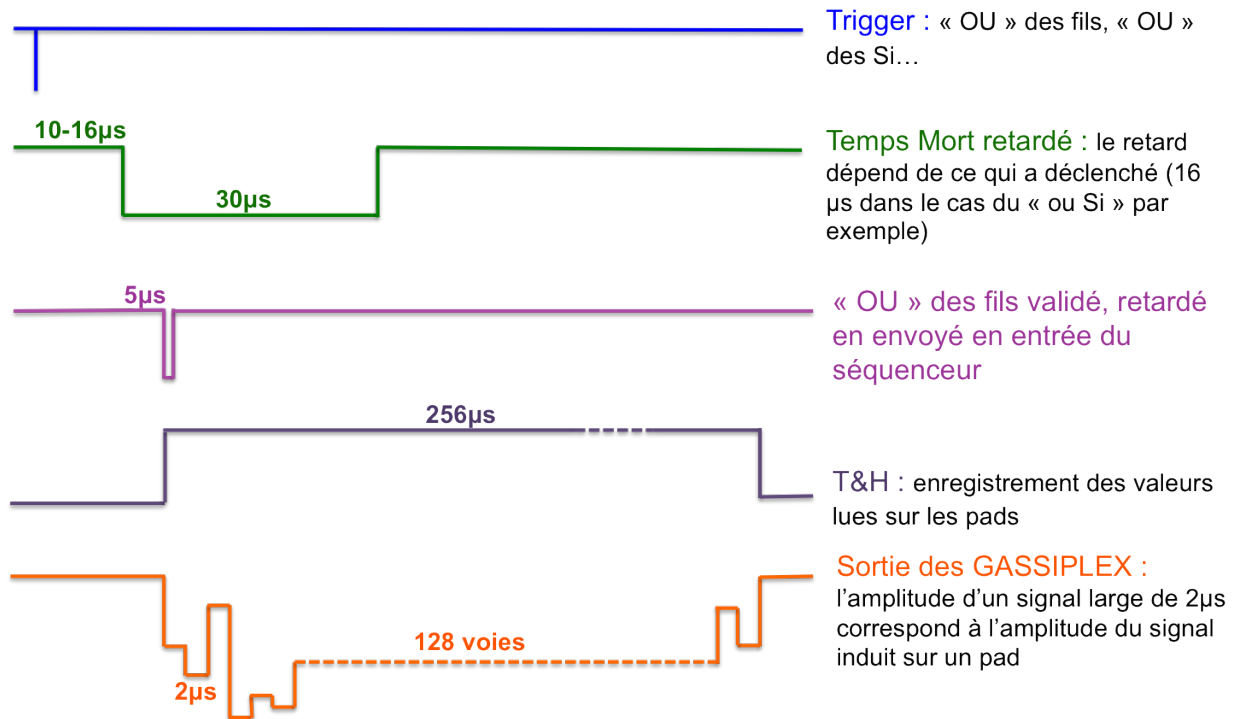 Trigger : « OU » des fils, « OU »
des Si…
10-16µs
30µs
Temps Mort retardé : le retard
dépend de ce qui a déclenché (16
µs dans le cas du « ou Si » par
exemple)
5µs
« OU » des fils validé, retardé
en envoyé en entrée du
séquenceur
256µs
T&H : enregistrement des valeurs
lues sur les pads
Sortie des GASSIPLEX :
l’amplitude d’un signal large de 2µs
correspond à l’amplitude du signal
induit sur un pad
128 voies
2µs